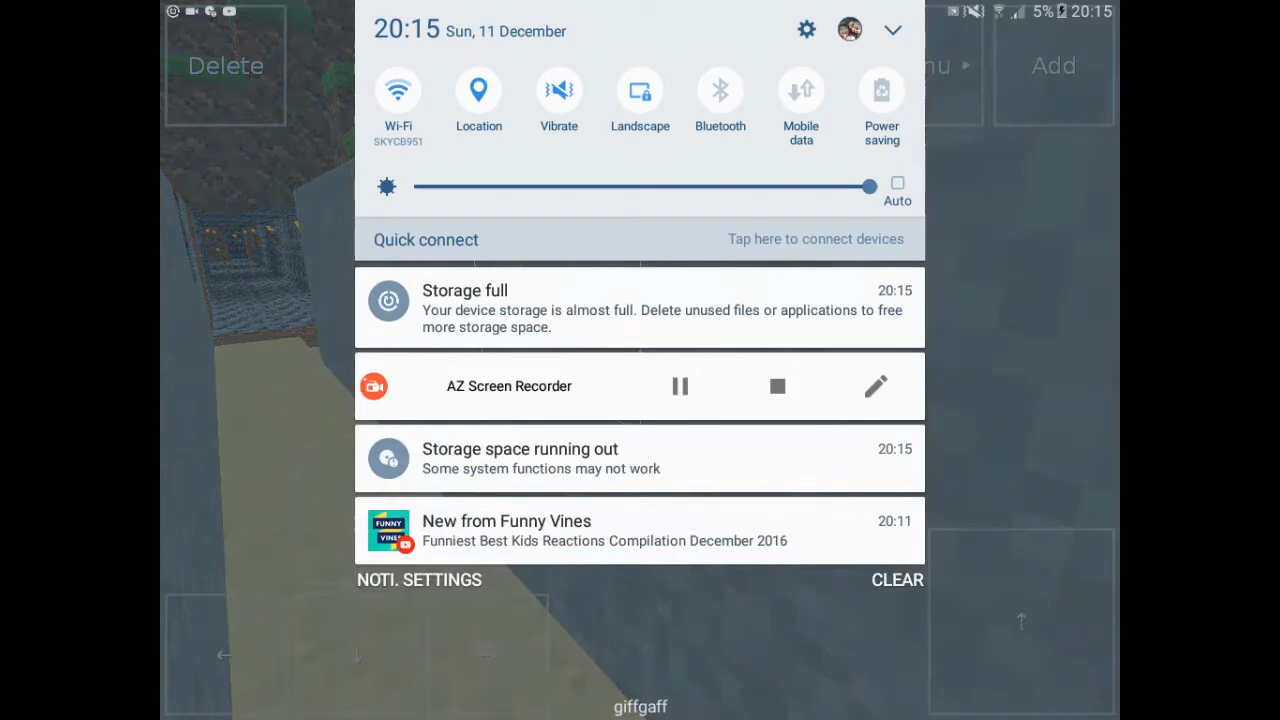 5% 20:15
Delete
nu
Add
20:15 Sun, 11 December
Wi-Fi
SKYCB951
Location
Vibrate
Landscape
Bluetooth
Mobile
data
Power
saving
Auto
Quick connect
Tap here to connect devices
Storage full
20:15
Your device storage is almost full. Delete unused files or applications to free
more storage space.
AZ Screen Recorder
Storage space running out
20:15
Some system functions may not work
FUNNY
VINES
New from Funny Vines
20:11
Funniest Best Kids Reactions Compilation December 2016
NOTI. SETTINGS
CLEAR
giffgaff